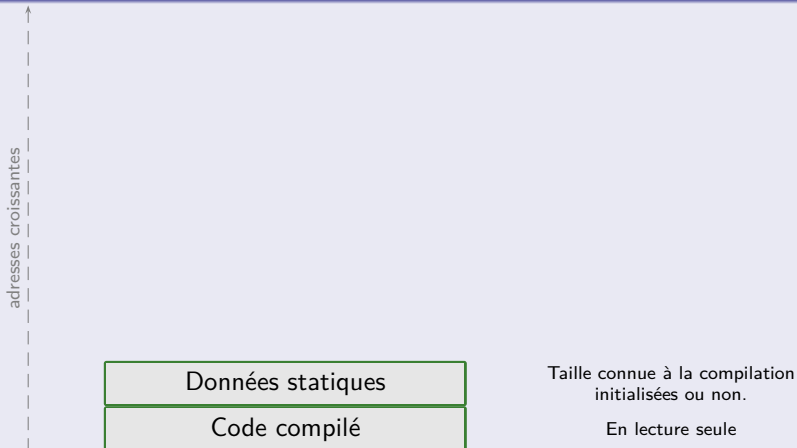 adresses croissantes
Données statiques
Taille connue à la compilation
initialisées ou non.
Code compilé
En lecture seule